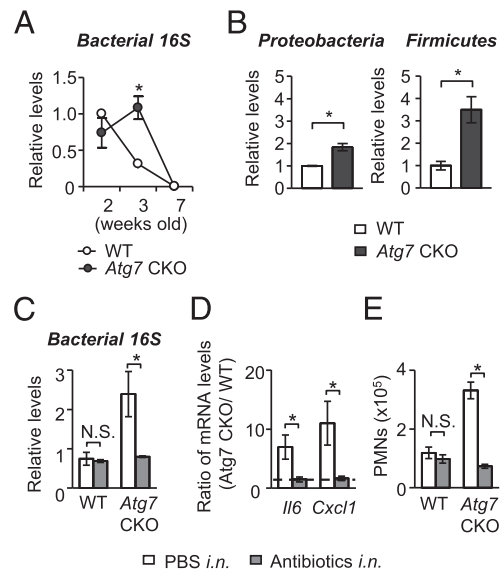 A
Bacterial 16S
Relative levels
1.0
0.5
0
*
2 3 7
(weeks old)
WT
Atg7 CKO
B
Proteobacteria
Relative levels
5
4
3
2
1
0
*
Firmicutes
Relative levels
5
4
3
2
1
0
*
WT
Atg7 CKO
C
Bacterial 16S
Relative levels
3
2
1
0
N.S.
*
WT Atg7
CKO
D
Ratio of mRNA levels
(Atg7 CKO/ WT)
20
10
0
*
*
Il6 Cxcl1
E
PMNs (x10⁵)
4
2
0
N.S.
*
WT Atg7
CKO
PBS i.n. Antibiotics i.n.